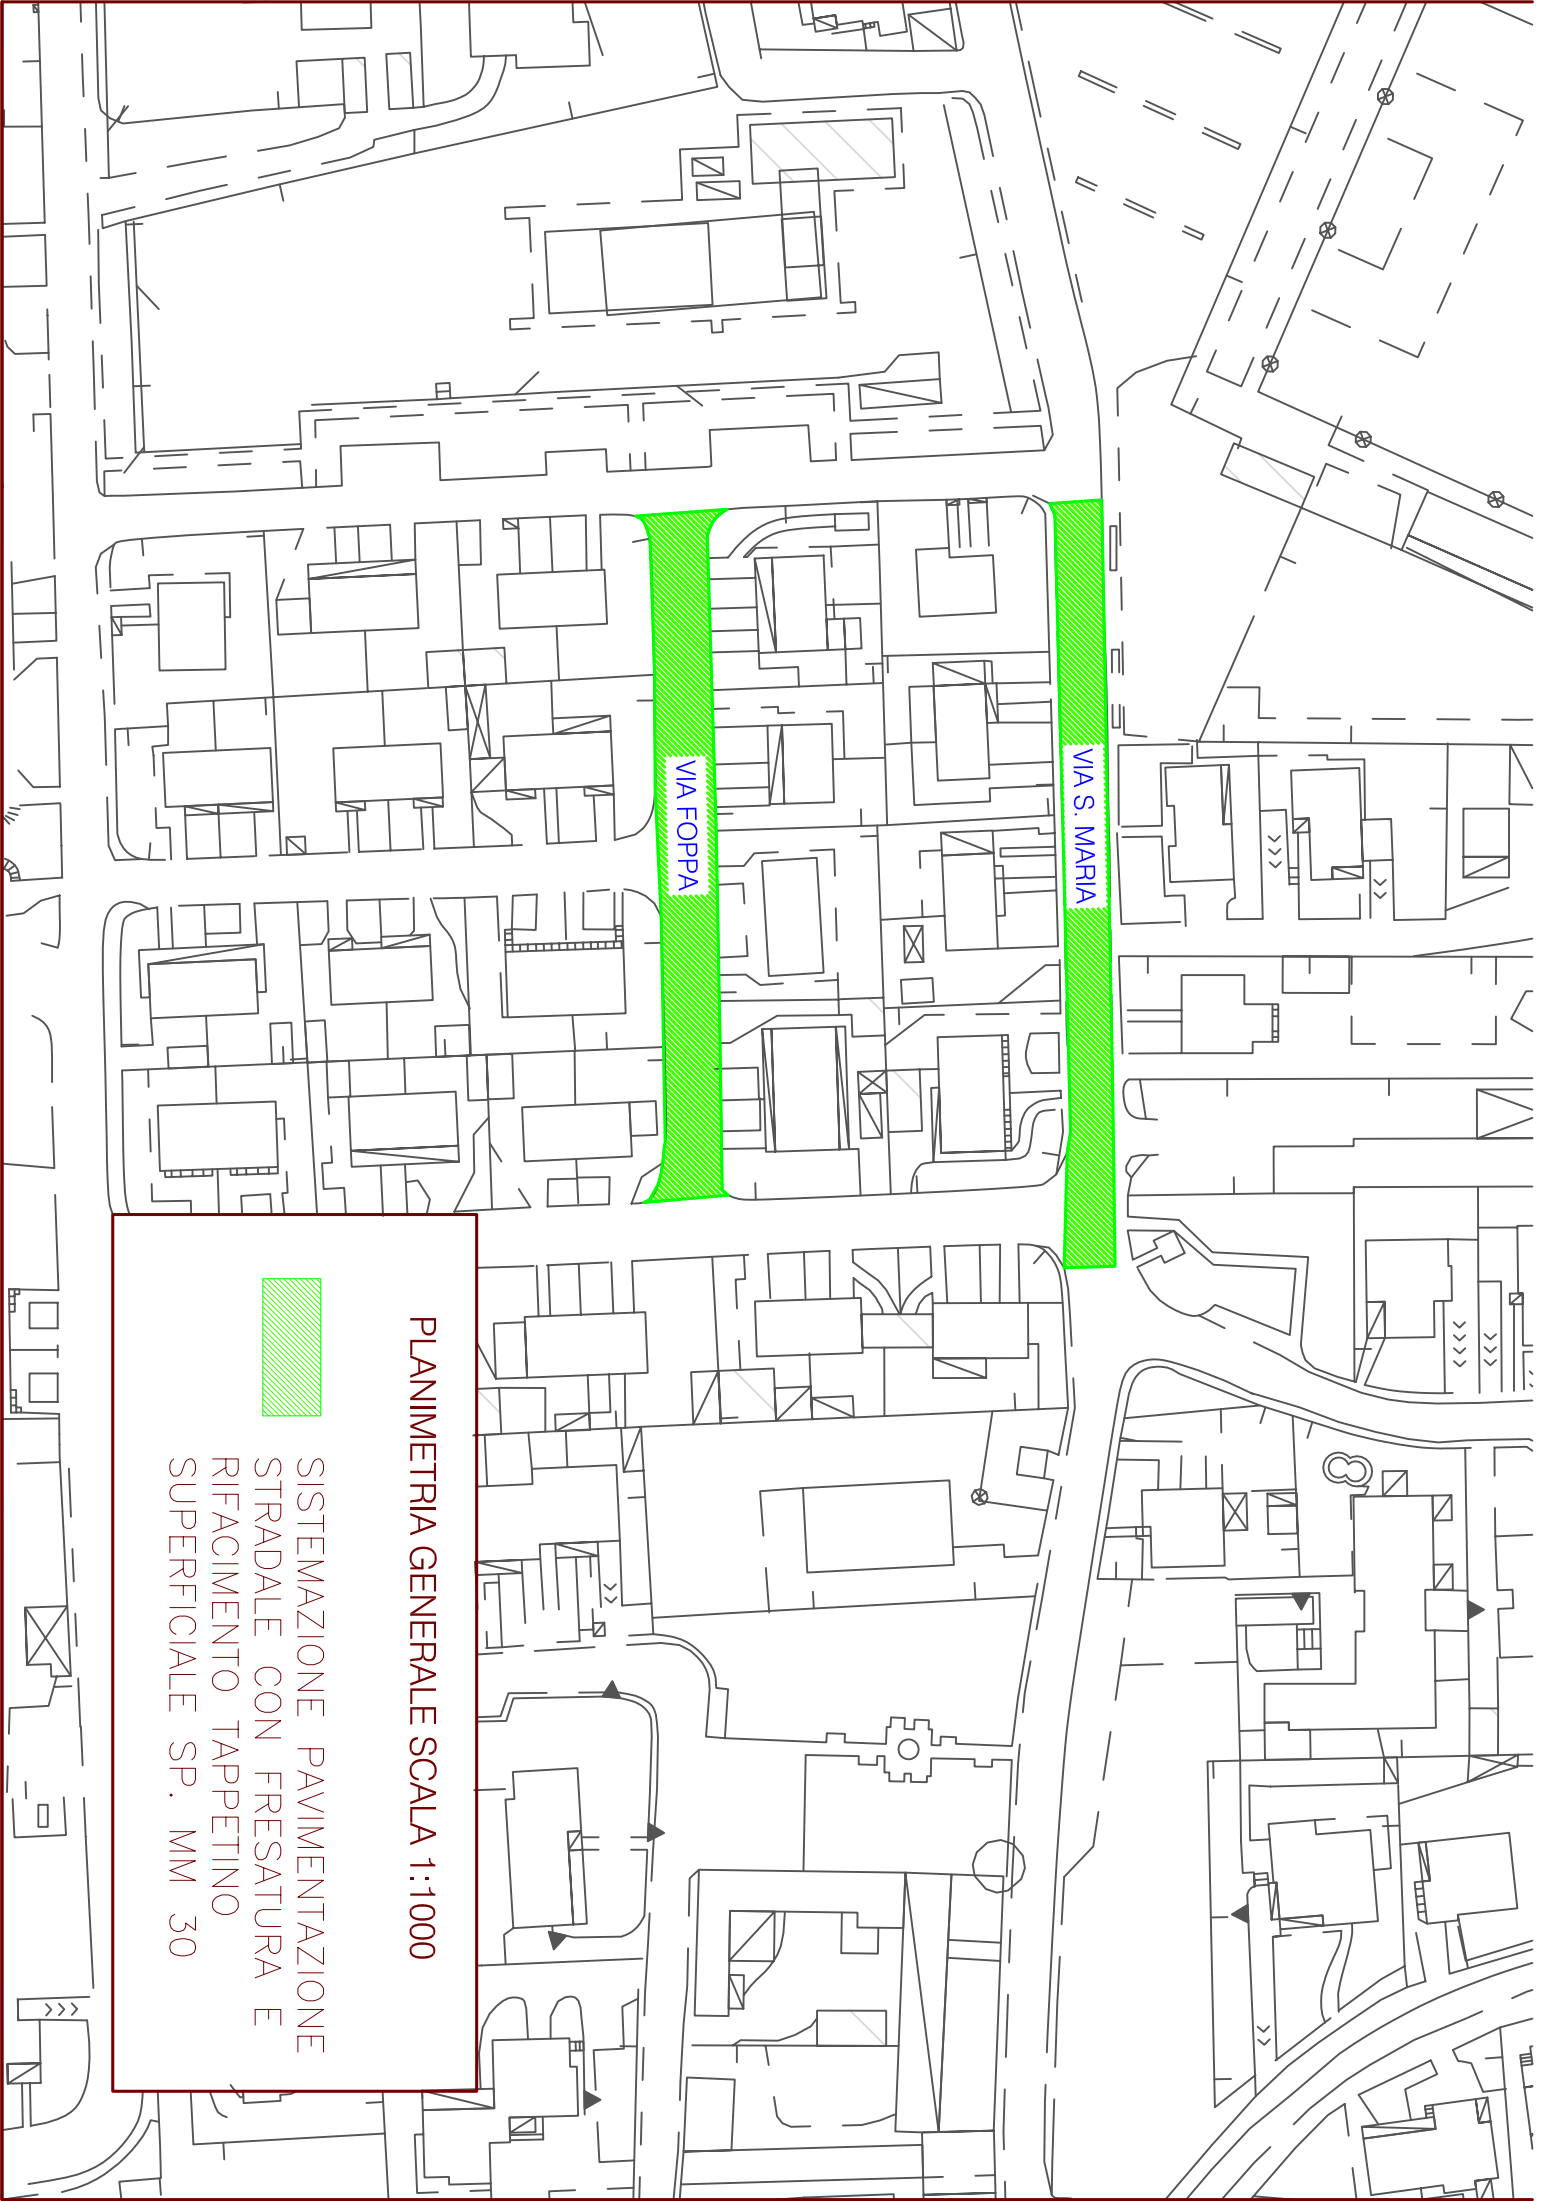 VIA S. MARIA
VIA FOPPA
PLANIMETRIA GENERALE SCALA 1:1000
SISTEMAZIONE PAVIMENTAZIONE
STRADALE CON FRESATURA E
RIFACIMENTO TAPPETINO
SUPERFICIALE SP. MM 30